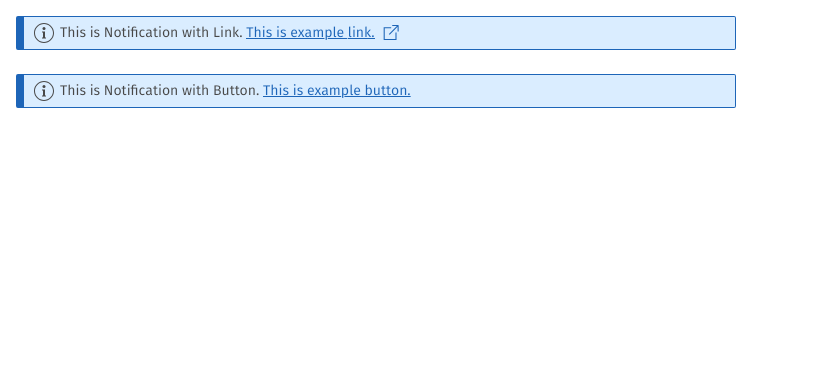 This is Notification with Link. This is example link.
This is Notification with Button. This is example button.